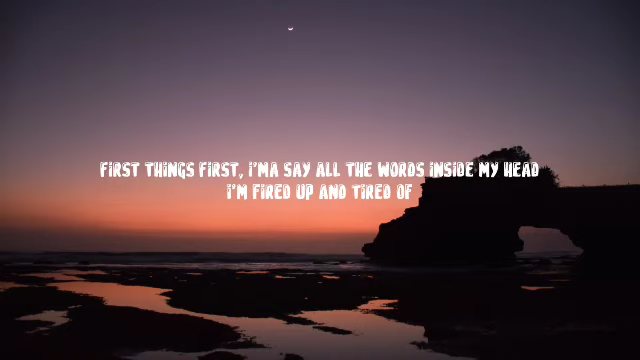 FIRST THINGS FIRST, I'MA SAY ALL THE WORDS INSIDE MY HEAD
I'M FIRED UP AND TIRED OF